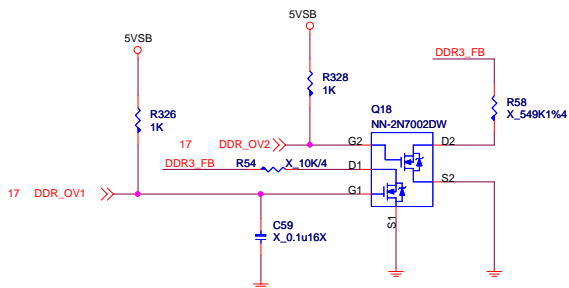 5VSB
5VSB
DDR3_FB
R328
1K
R58
X_549K1%4
R326
1K
Q18
NN-2N7002DW
17 DDR_OV2
G2
D2
DDR3_FB
R54
X_10K/4
D1
S2
17 DDR_OV1
G1
S1
C59
X_0.1u16X